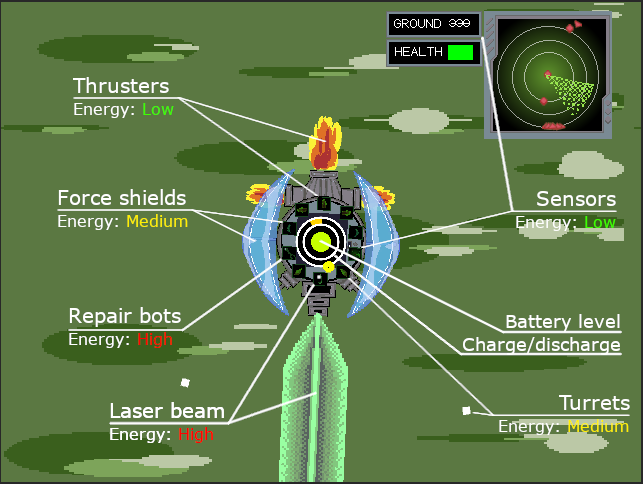 GROUND 390
HEALTH
Thrusters
Energy: Low
Force shields
Energy: Medium
Sensors
Energy: Low
Repair bots
Energy: High
Battery level
Charge/discharge
Laser beam
Energy: High
Turrets
Energy: Medium